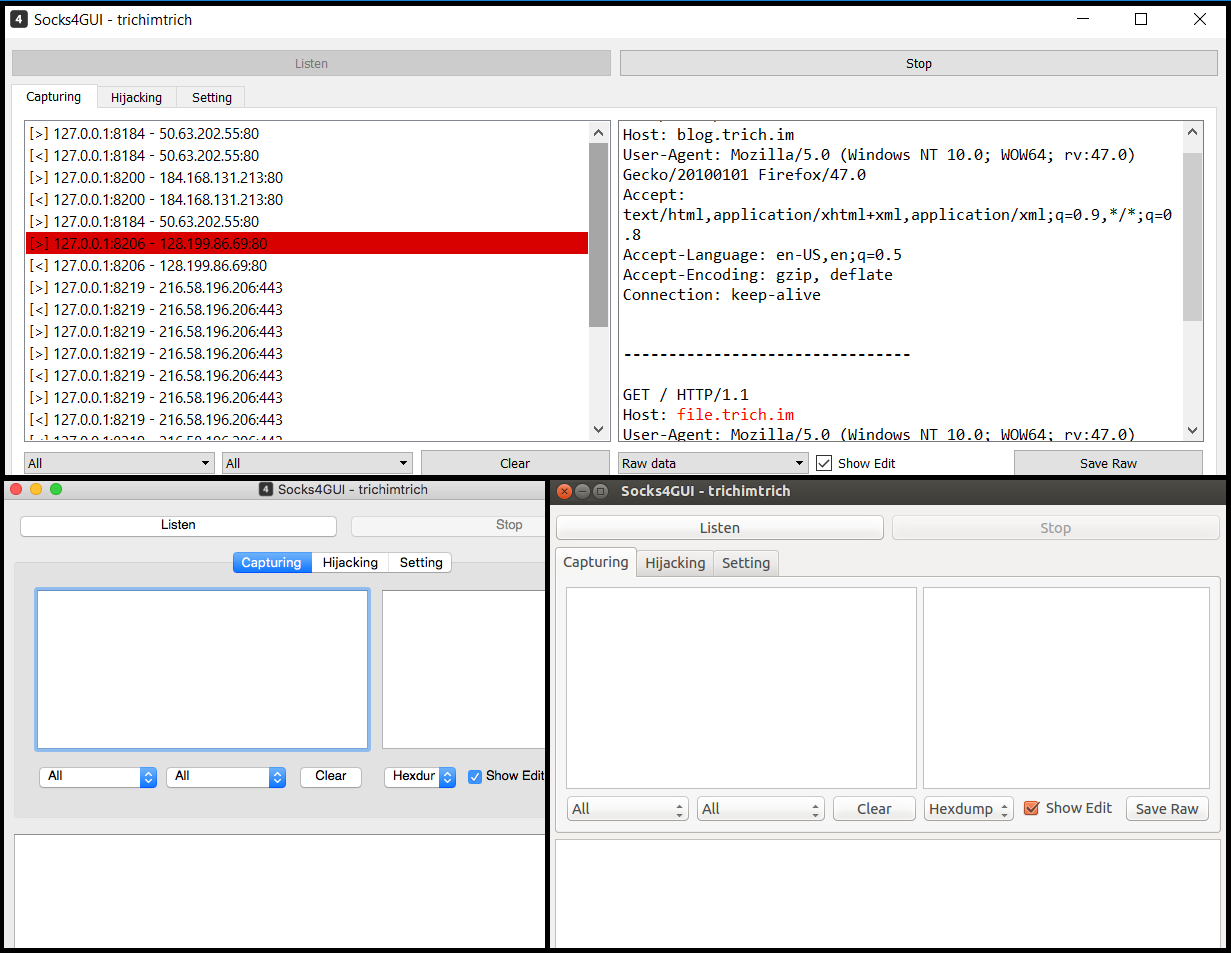 4 Socks4GUI - trichimtrich
Listen Stop
Capturing Hijacking Setting
[>] 127.0.0.1:8184 - 50.63.202.55:80
[<] 127.0.0.1:8184 - 50.63.202.55:80
[>] 127.0.0.1:8200 - 184.168.131.213:80
[<] 127.0.0.1:8200 - 184.168.131.213:80
[>] 127.0.0.1:8184 - 50.63.202.55:80
[>] 127.0.0.1:8206 - 128.199.86.69:80
[<] 127.0.0.1:8206 - 128.199.86.69:80
[>] 127.0.0.1:8219 - 216.58.196.206:443
[<] 127.0.0.1:8219 - 216.58.196.206:443
[>] 127.0.0.1:8219 - 216.58.196.206:443
[>] 127.0.0.1:8219 - 216.58.196.206:443
[<] 127.0.0.1:8219 - 216.58.196.206:443
[>] 127.0.0.1:8219 - 216.58.196.206:443
[<] 127.0.0.1:8219 - 216.58.196.206:443
Host: blog.trich.im
User-Agent: Mozilla/5.0 (Windows NT 10.0; WOW64; rv:47.0)
Gecko/20100101 Firefox/47.0
Accept:
text/html,application/xhtml+xml,application/xml;q=0.9,*/*;q=0
.8
Accept-Language: en-US,en;q=0.5
Accept-Encoding: gzip, deflate
Connection: keep-alive
--------------------------------
GET / HTTP/1.1
Host: file.trich.im
User-Agent: Mozilla/5.0 (Windows NT 10.0; WOW64; rv:47.0)
All All Clear Raw data Show Edit Save Raw
4 Socks4GUI - trichimtrich
Listen Stop
Capturing Hijacking Setting
All All Clear Hexdur Show Edit
Socks4GUI - trichimtrich
Listen Stop
Capturing Hijacking Setting
All All Clear Hexdump Show Edit Save Raw